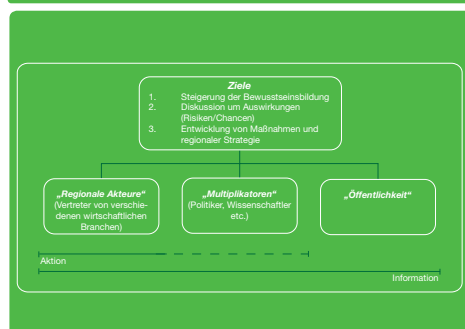 Ziele
1. Steigerung der Bewusstseinsbildung
2. Diskussion um Auswirkungen
(Risiken/Chancen)
3. Entwicklung von Maßnahmen und
regionaler Strategie
„Regionale Akteure“
(Vertreter von verschie-
denen wirtschaftlichen
Branchen)
„Multiplikatoren“
(Politiker, Wissenschaftler
etc.)
„Öffentlichkeit“
Aktion
Information